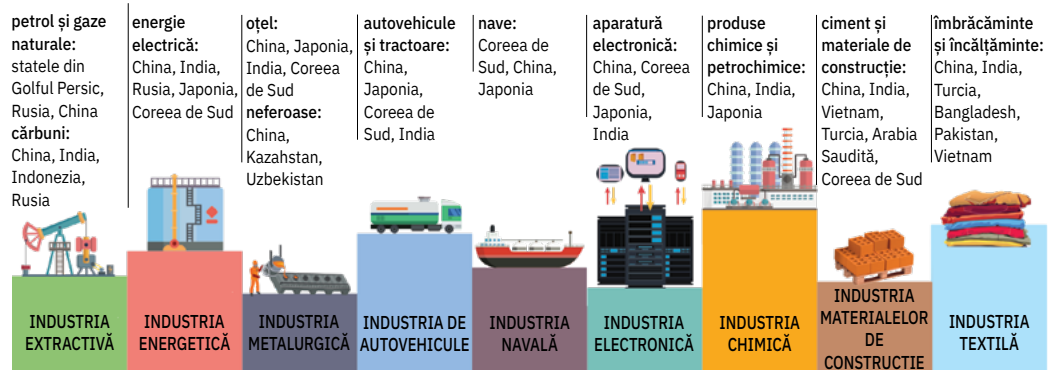 petrol și gaze
naturale:
statele din
Golful Persic,
Rusia, China
cărbuni:
China, India,
Indonezia,
Rusia
energie
electrică:
China, India,
Rusia, Japonia,
Coreea de Sud
oțel:
China, Japonia,
India, Coreea
de Sud
neferoase:
China,
Kazahstan,
Uzbekistan
autovehicule
și tractoare:
China,
Japonia,
Coreea de
Sud, India
nave:
Coreea de
Sud, China,
Japonia
aparatură
electronică:
China, Coreea
de Sud,
Japonia,
India
produse
chimice și
petrochimice:
China, India,
Japonia
ciment și
materiale de
construcție:
China, India,
Vietnam,
Turcia, Arabia
Saudită,
Coreea de Sud
îmbrăcăminte
și încălțăminte:
China, India,
Turcia,
Bangladesh,
Pakistan,
Vietnam
INDUSTRIA
EXTRACTIVĂ
INDUSTRIA
ENERGETICĂ
INDUSTRIA
METALURGICĂ
INDUSTRIA DE
AUTOVEHICULE
INDUSTRIA
NAVALĂ
INDUSTRIA
ELECTRONICĂ
INDUSTRIA
CHIMICĂ
INDUSTRIA
MATERIALELOR
DE
CONSTRUCȚIE
INDUSTRIA
TEXTILĂ